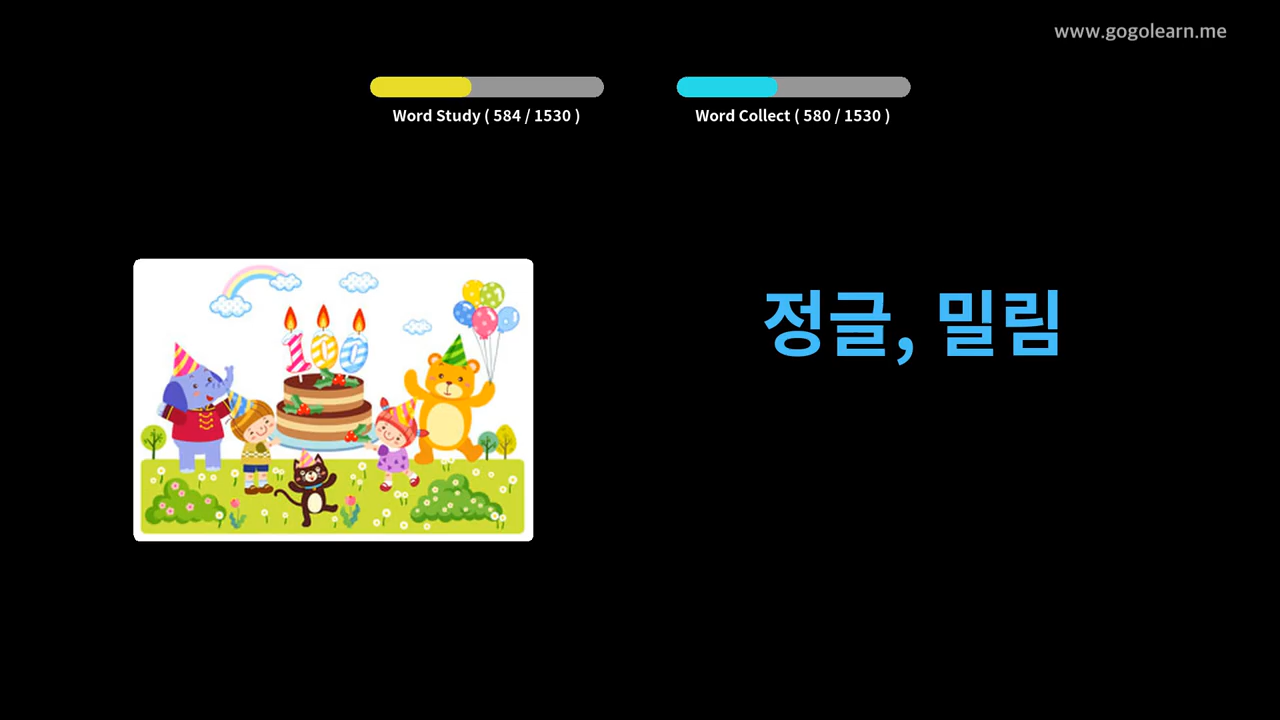 www.gogolearn.me
Word Study ( 584 / 1530 )
Word Collect ( 580 / 1530 )
100
정글, 밀림